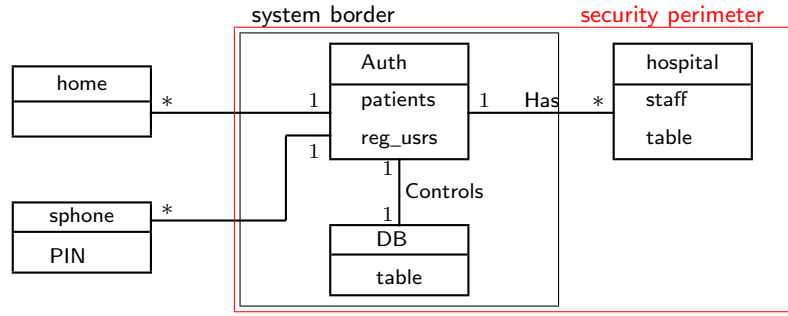 system border
security perimeter
home
*
sphone
PIN
*
Auth
patients
reg_usrs
1
1
1
Has
*
hospital
staff
table
1
Controls
1
DB
table